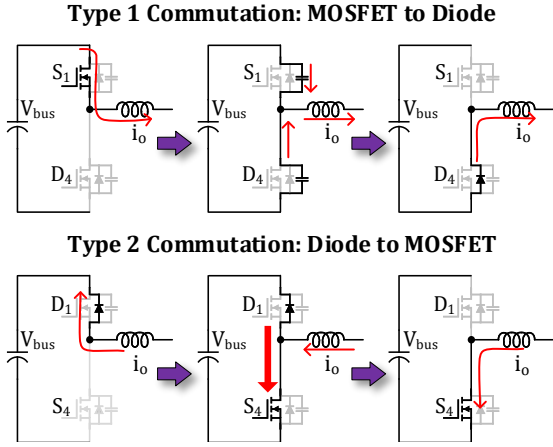 Type 1 Commutation: MOSFET to Diode
S1 S1 S1
Vbus Vbus Vbus
io io io
D4 D4 D4
Type 2 Commutation: Diode to MOSFET
D1 D1 D1
Vbus Vbus Vbus
io io io
S4 S4 S4